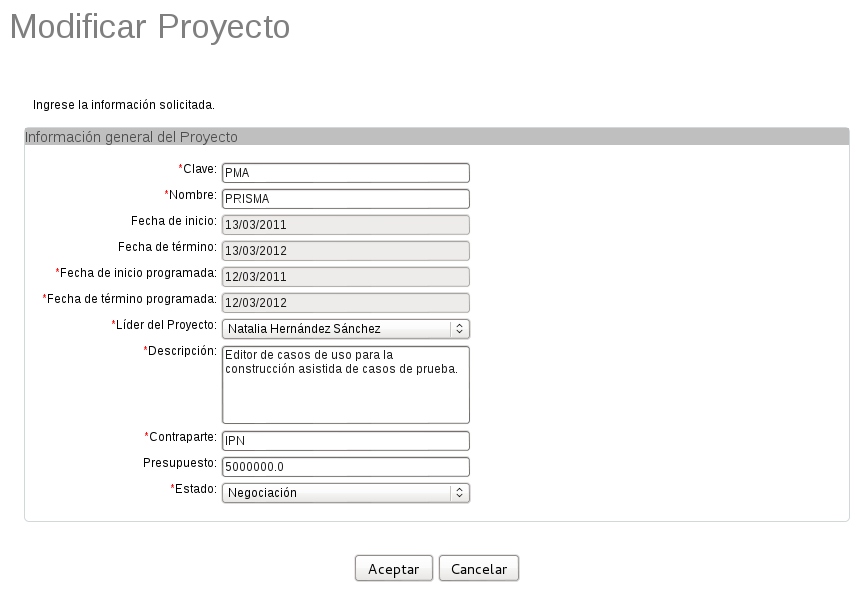 Modificar Proyecto
Ingrese la información solicitada.
Información general del Proyecto
*Clave: PMA
*Nombre: PRISMA
Fecha de inicio: 13/03/2011
Fecha de término: 13/03/2012
*Fecha de inicio programada: 12/03/2011
*Fecha de término programada: 12/03/2012
*Líder del Proyecto: Natalia Hernández Sánchez
*Descripción: Editor de casos de uso para la
construcción asistida de casos de prueba.
*Contraparte: IPN
Presupuesto: 5000000.0
*Estado: Negociación
Aceptar Cancelar